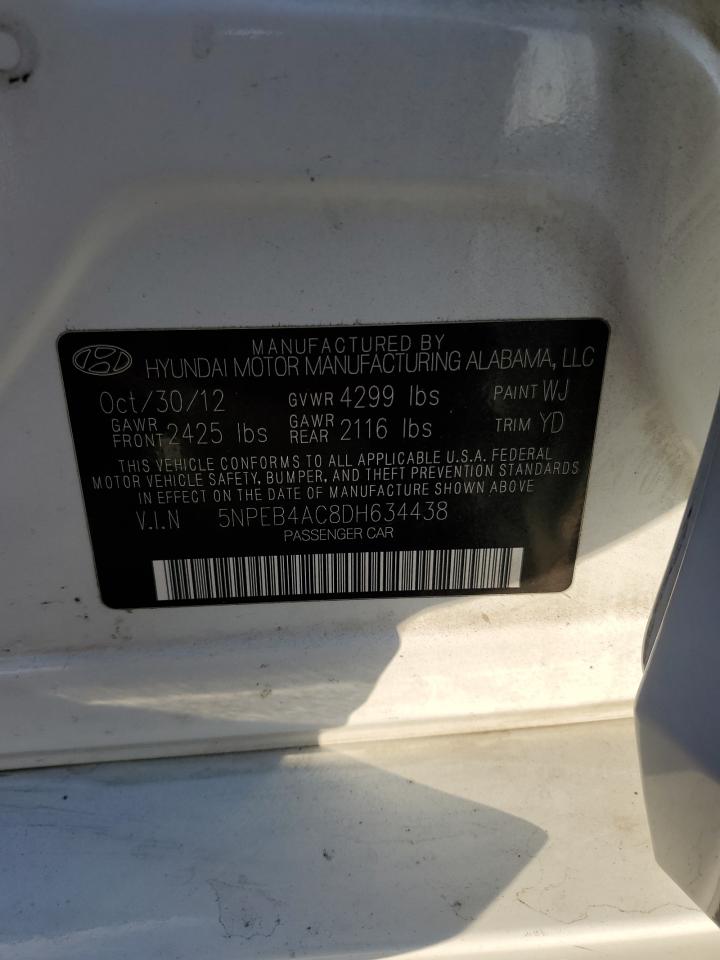 MANUFACTURED BY
HYUNDAI MOTOR MANUFACTURING ALABAMA, LLC
Oct/30/12 GVWR 4299 lbs PAINT WJ
GAWR FRONT 2425 lbs GAWR REAR 2116 lbs TRIM YD
THIS VEHICLE CONFORMS TO ALL APPLICABLE U.S.A. FEDERAL
MOTOR VEHICLE SAFETY, BUMPER, AND THEFT PREVENTION STANDARDS
IN EFFECT ON THE DATE OF MANUFACTURE SHOWN ABOVE
V.I.N 5NPEB4AC8DH634438
PASSENGER CAR